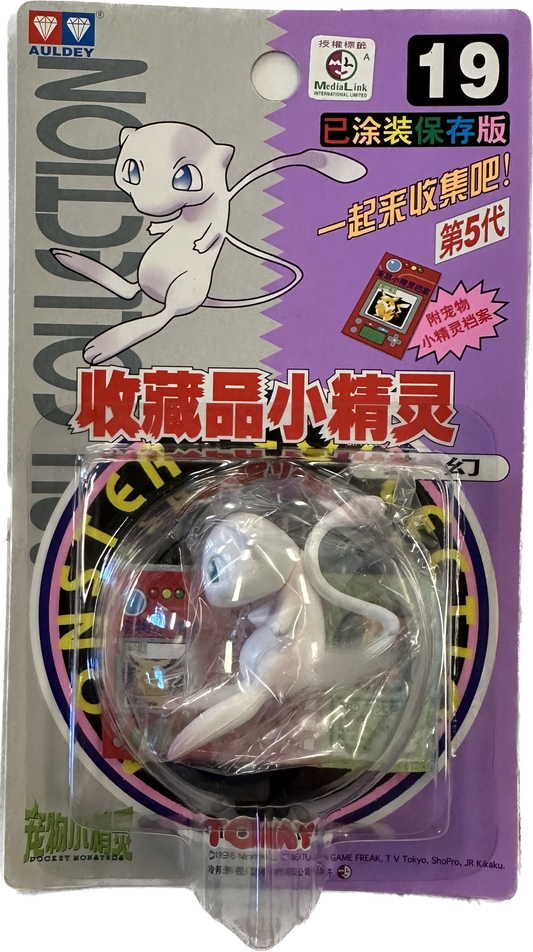 AULDEY
®
授權標籤
A
MediaLink
INTERNATIONAL LIMITED
19
已涂装保存版
一起来收集吧!
第5代
附宠物
小精灵档案
COLLECTION
收藏品小精灵
幻
MONSTER
宠物小精灵
POCKET MONSTERS
TOMY
GAME FREAK, T V Tokyo, ShoPro, JR Kikaku.